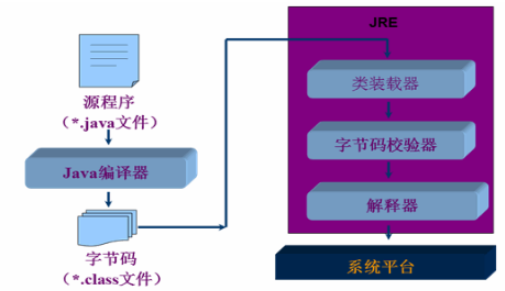 源程序
（*.java文件）
Java编译器
字节码
（*.class文件）
JRE
类装载器
字节码校验器
解释器
系统平台